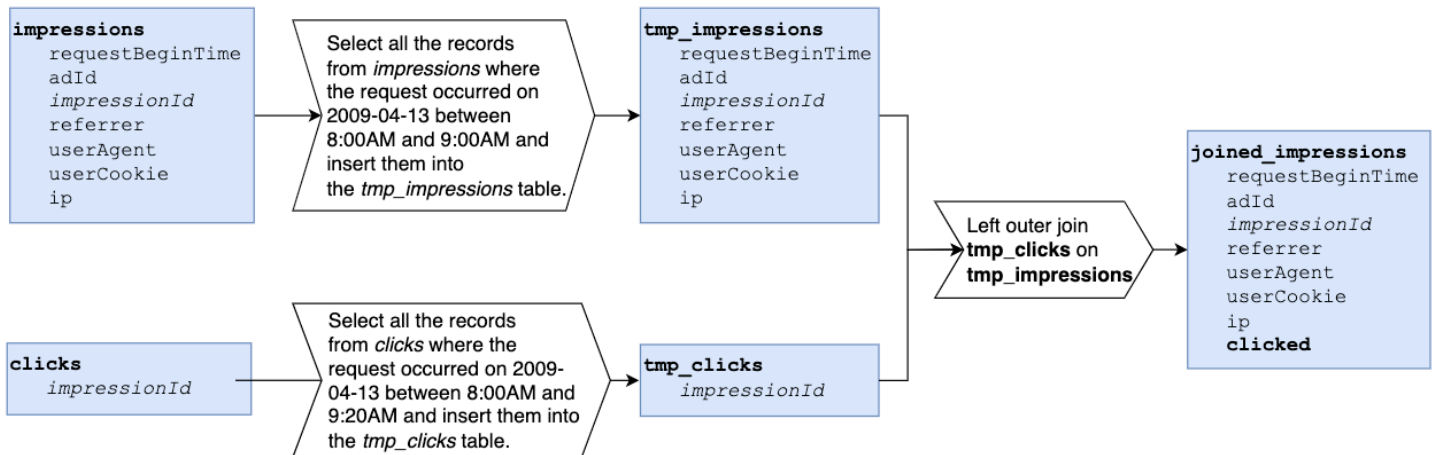 impressions
requestBeginTime
adId
impressionId
referrer
userAgent
userCookie
ip
Select all the records
from impressions where
the request occurred on
2009-04-13 between
8:00AM and 9:00AM and
insert them into
the tmp_impressions table.
tmp_impressions
requestBeginTime
adId
impressionId
referrer
userAgent
userCookie
ip
clicks
impressionId
Select all the records
from clicks where the
request occurred on 2009-
04-13 between 8:00AM and
9:20AM and insert them into
the tmp_clicks table.
tmp_clicks
impressionId
Left outer join
tmp_clicks on
tmp_impressions
joined_impressions
requestBeginTime
adId
impressionId
referrer
userAgent
userCookie
ip
clicked